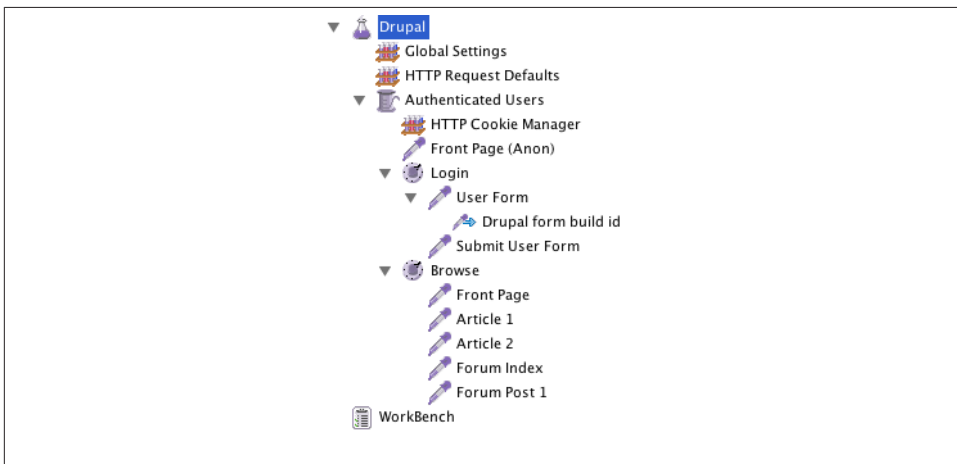 Drupal
Global Settings
HTTP Request Defaults
Authenticated Users
HTTP Cookie Manager
Front Page (Anon)
Login
User Form
Drupal form build id
Submit User Form
Browse
Front Page
Article 1
Article 2
Forum Index
Forum Post 1
WorkBench